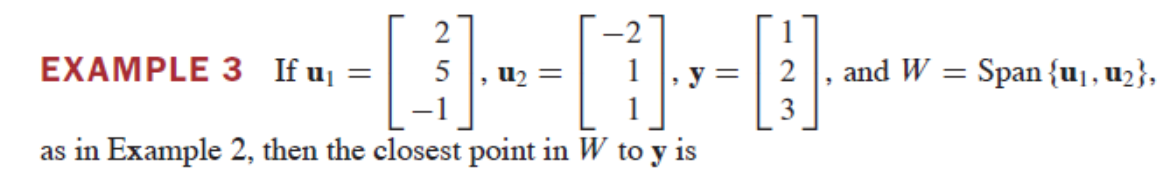 EXAMPLE 3 If u₁ = [2 5 −1], u₂ = [−2 1 1], y = [1 2 3], and W = Span {u₁, u₂},
as in Example 2, then the closest point in W to y is